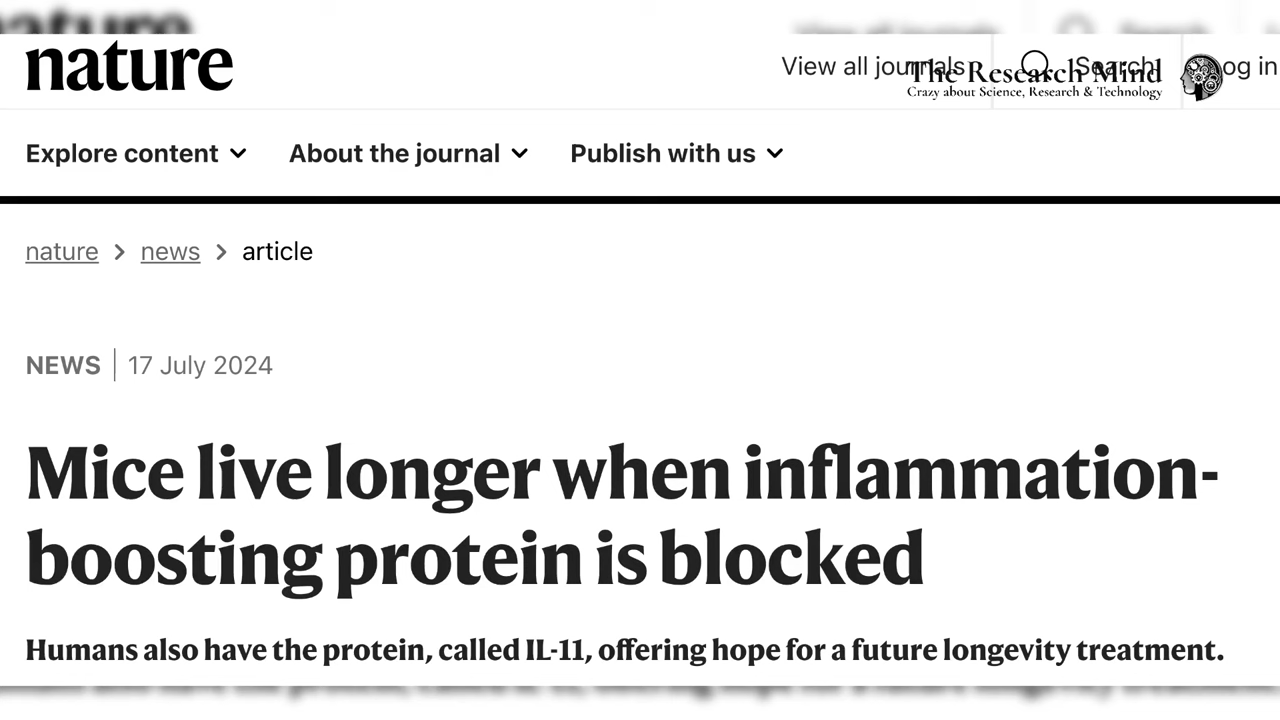 nature
View all journals
Search
og in
The Research Mind
Crazy about Science, Research & Technology
Explore content
About the journal
Publish with us
nature > news > article
NEWS | 17 July 2024
Mice live longer when inflammation-
boosting protein is blocked
Humans also have the protein, called IL-11, offering hope for a future longevity treatment.